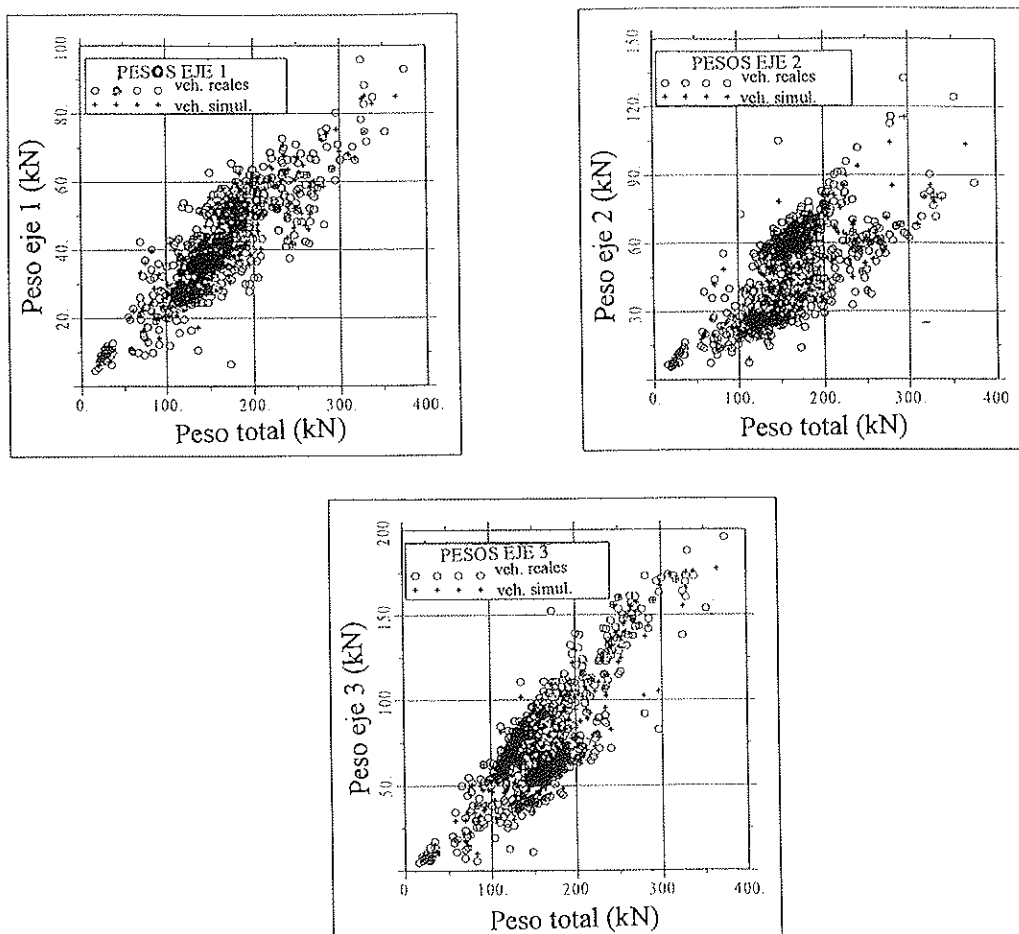 100
80.
60.
40.
20.
PESOS EJE 1
veh. reales
veh. simul.
Peso eje 1 (kN)
0.
100.
200.
300.
400.
Peso total (kN)
150
120.
90.
60.
30.
PESOS EJE 2
veh. reales
veh. simul.
Peso eje 2 (kN)
0.
100.
200.
300.
400
Peso total (kN)
200
150.
100
50.
PESOS EJE 3
veh. reales
veh. simul.
Peso eje 3 (kN)
0
100.
200
300.
400.
Peso total (kN)